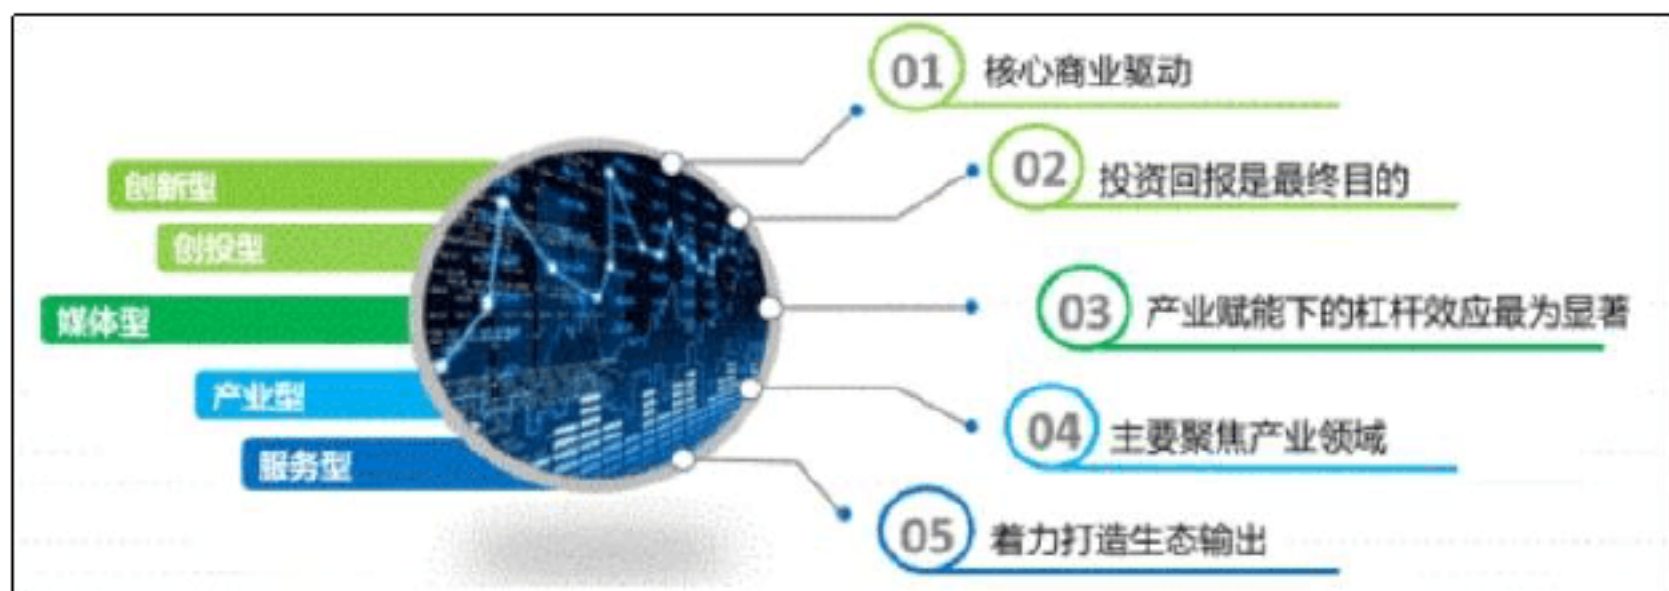 创新型
创投型
媒体型
产业型
服务型
01 核心商业驱动
02 投资回报是最终目的
03 产业赋能下的杠杆效应最为显著
04 主要聚焦产业领域
05 着力打造生态输出